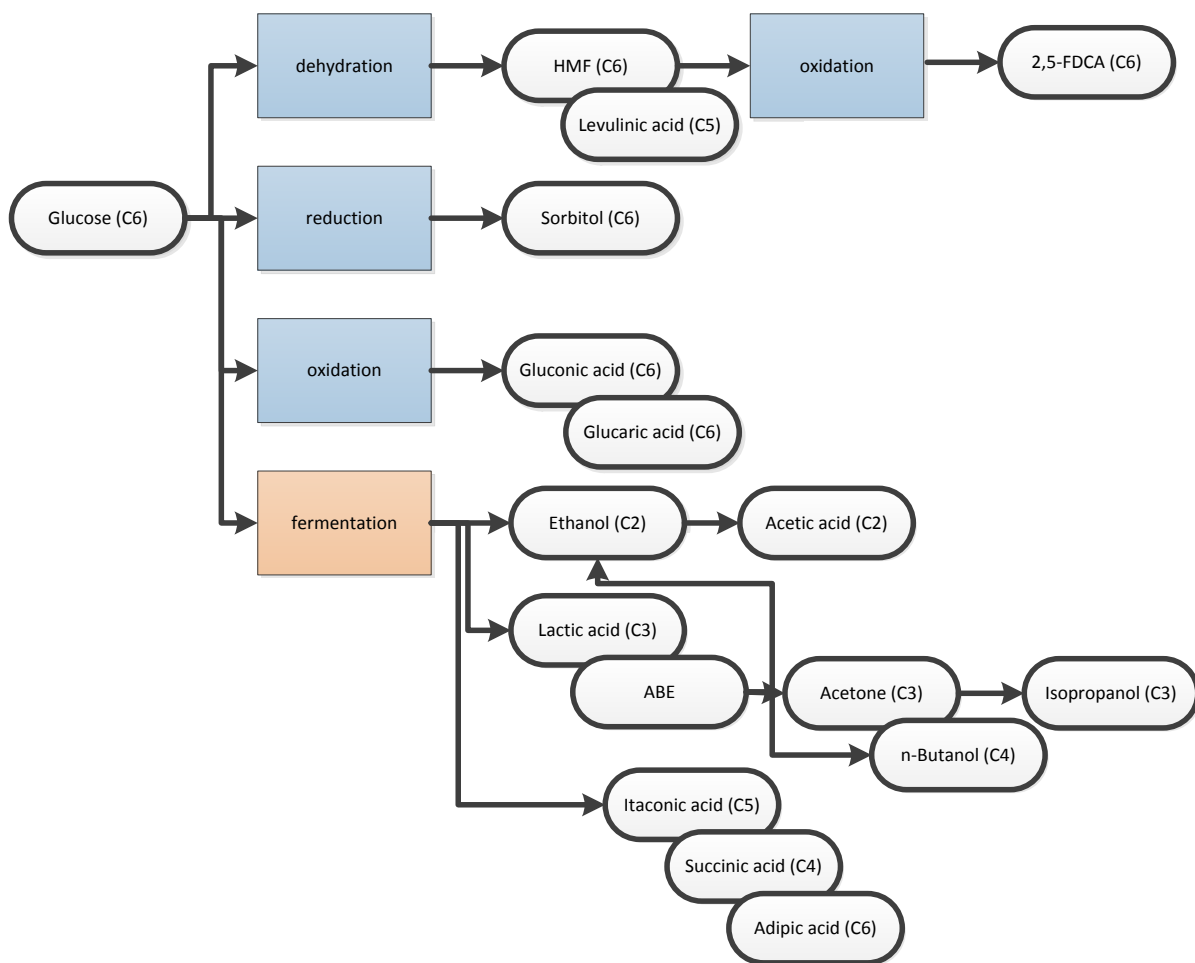 dehydration
HMF (C6)
oxidation
2,5-FDCA (C6)
Levulinic acid (C5)
Glucose (C6)
reduction
Sorbitol (C6)
oxidation
Gluconic acid (C6)
Glucaric acid (C6)
fermentation
Ethanol (C2)
Acetic acid (C2)
Lactic acid (C3)
ABE
Acetone (C3)
Isopropanol (C3)
n-Butanol (C4)
Itaconic acid (C5)
Succinic acid (C4)
Adipic acid (C6)